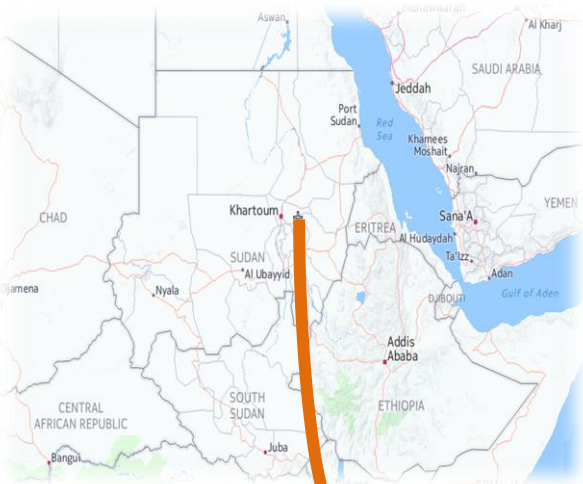 Aswan
Al Kharj
SAUDI ARABIA
Jeddah
Port
Sudan
Red
Sea
Khamees
Moshait
Najran
Khartoum
Sana'A
YEMEN
CHAD
ERITREA
Al Hudaydah
SUDAN
Ta'Izz
Al Ubayyid
Adan
Djamena
Nyala
DJIBOUTI
Gulf of Aden
Addis
Ababa
CENTRAL
AFRICAN REPUBLIC
SOUTH
SUDAN
ETHIOPIA
Juba
Bangui